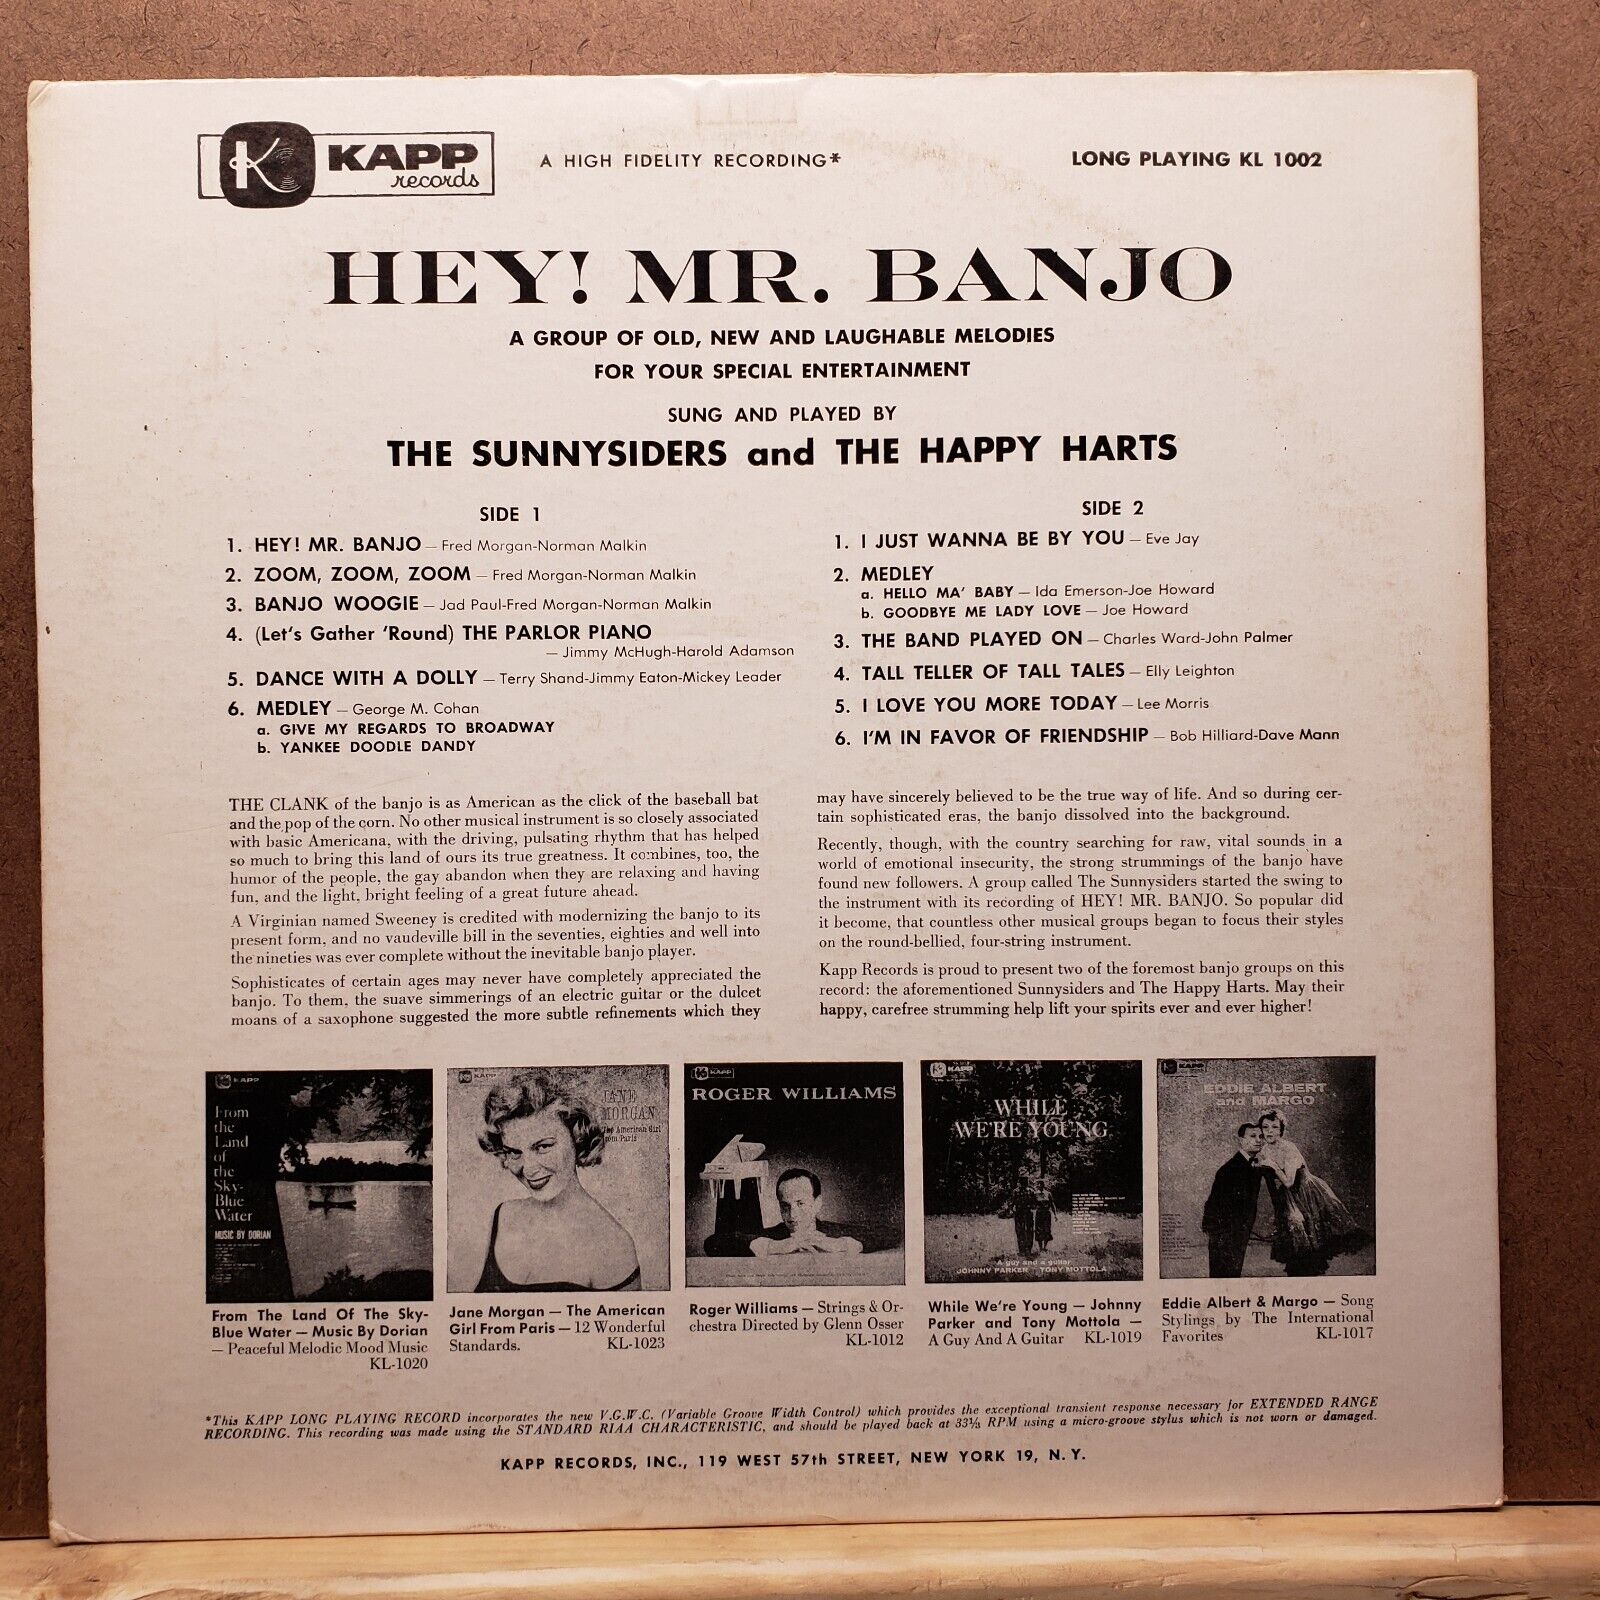 K KAPP records
A HIGH FIDELITY RECORDING*
LONG PLAYING KL 1002
HEY! MR. BANJO
A GROUP OF OLD, NEW AND LAUGHABLE MELODIES
FOR YOUR SPECIAL ENTERTAINMENT
SUNG AND PLAYED BY
THE SUNNYSIDERS and THE HAPPY HARTS
SIDE 1
1. HEY! MR. BANJO — Fred Morgan-Norman Malkin
2. ZOOM, ZOOM, ZOOM — Fred Morgan-Norman Malkin
3. BANJO WOOGIE — Jad Paul-Fred Morgan-Norman Malkin
4. (Let's Gather 'Round) THE PARLOR PIANO
— Jimmy McHugh-Harold Adamson
5. DANCE WITH A DOLLY — Terry Shand-Jimmy Eaton-Mickey Leader
6. MEDLEY — George M. Cohan
a. GIVE MY REGARDS TO BROADWAY
b. YANKEE DOODLE DANDY
SIDE 2
1. I JUST WANNA BE BY YOU — Eve Jay
2. MEDLEY
a. HELLO MA' BABY — Ida Emerson-Joe Howard
b. GOODBYE ME LADY LOVE — Joe Howard
3. THE BAND PLAYED ON — Charles Ward-John Palmer
4. TALL TELLER OF TALL TALES — Elly Leighton
5. I LOVE YOU MORE TODAY — Lee Morris
6. I'M IN FAVOR OF FRIENDSHIP — Bob Hilliard-Dave Mann
THE CLANK of the banjo is as American as the click of the baseball bat
and the pop of the corn. No other musical instrument is so closely associated
with basic Americana, with the driving, pulsating rhythm that has helped
so much to bring this land of ours its true greatness. It combines, too, the
humor of the people, the gay abandon when they are relaxing and having
fun, and the light, bright feeling of a great future ahead.
A Virginian named Sweeney is credited with modernizing the banjo to its
present form, and no vaudeville bill in the seventies, eighties and well into
the nineties was ever complete without the inevitable banjo player.
Sophisticates of certain ages may never have completely appreciated the
banjo. To them, the suave simmerings of an electric guitar or the dulcet
moans of a saxophone suggested the more subtle refinements which they
may have sincerely believed to be the true way of life. And so during cer-
tain sophisticated eras, the banjo dissolved into the background.
Recently, though, with the country searching for raw, vital sounds in a
world of emotional insecurity, the strong strummings of the banjo have
found new followers. A group called The Sunnysiders started the swing to
the instrument with its recording of HEY! MR. BANJO. So popular did
it become, that countless other musical groups began to focus their styles
on the round-bellied, four-string instrument.
Kapp Records is proud to present two of the foremost banjo groups on this
record: the aforementioned Sunnysiders and The Happy Harts. May their
happy, carefree strumming help lift your spirits ever and ever higher!
KAPP
From
the
Land
of
the
Sky-
Blue
Water
MUSIC BY DORIAN
KAPP
JANE
MORGAN
The American Girl
from Paris
KAPP
ROGER WILLIAMS
KAPP
WHILE
WE'RE YOUNG
A guy and a guitar
JOHNNY PARKER TONY MOTTOLA
KAPP
EDDIE ALBERT
and MARGO
From The Land Of The Sky-
Blue Water — Music By Dorian
— Peaceful Melodic Mood Music
KL-1020
Jane Morgan — The American
Girl From Paris — 12 Wonderful
Standards. KL-1023
Roger Williams — Strings & Or-
chestra Directed by Glenn Osser
KL-1012
While We're Young — Johnny
Parker and Tony Mottola —
A Guy And A Guitar KL-1019
Eddie Albert & Margo — Song
Stylings by The International
Favorites KL-1017
*This KAPP LONG PLAYING RECORD incorporates the new V.G.W.C. (Variable Groove Width Control) which provides the exceptional transient response necessary for EXTENDED RANGE
RECORDING. This recording was made using the STANDARD RIAA CHARACTERISTIC, and should be played back at 33⅓ RPM using a micro-groove stylus which is not worn or damaged.
KAPP RECORDS, INC., 119 WEST 57th STREET, NEW YORK 19, N. Y.